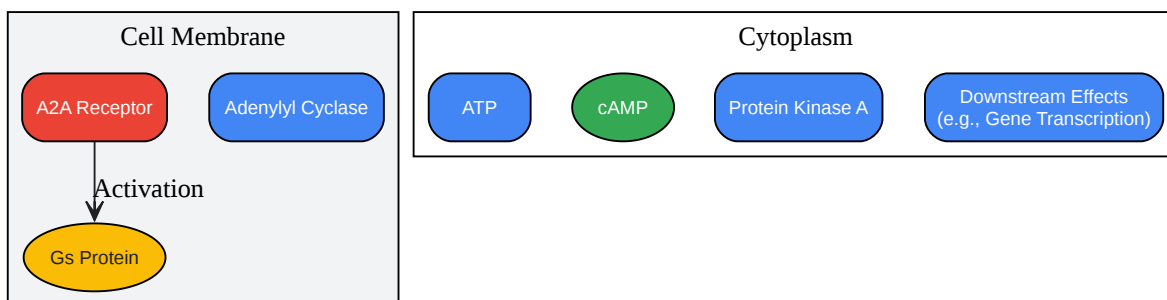 Cell Membrane
A2A Receptor
Adenylyl Cyclase
Activation
Gs Protein
Cytoplasm
ATP
cAMP
Protein Kinase A
Downstream Effects
(e.g., Gene Transcription)